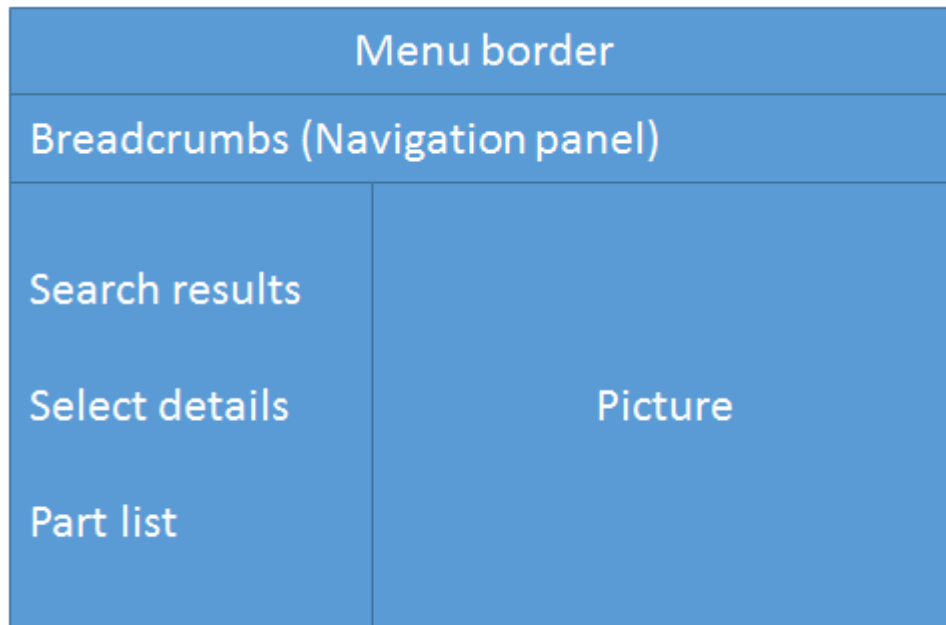 Menu border
Breadcrumbs (Navigation panel)
Search results
Select details
Picture
Part list